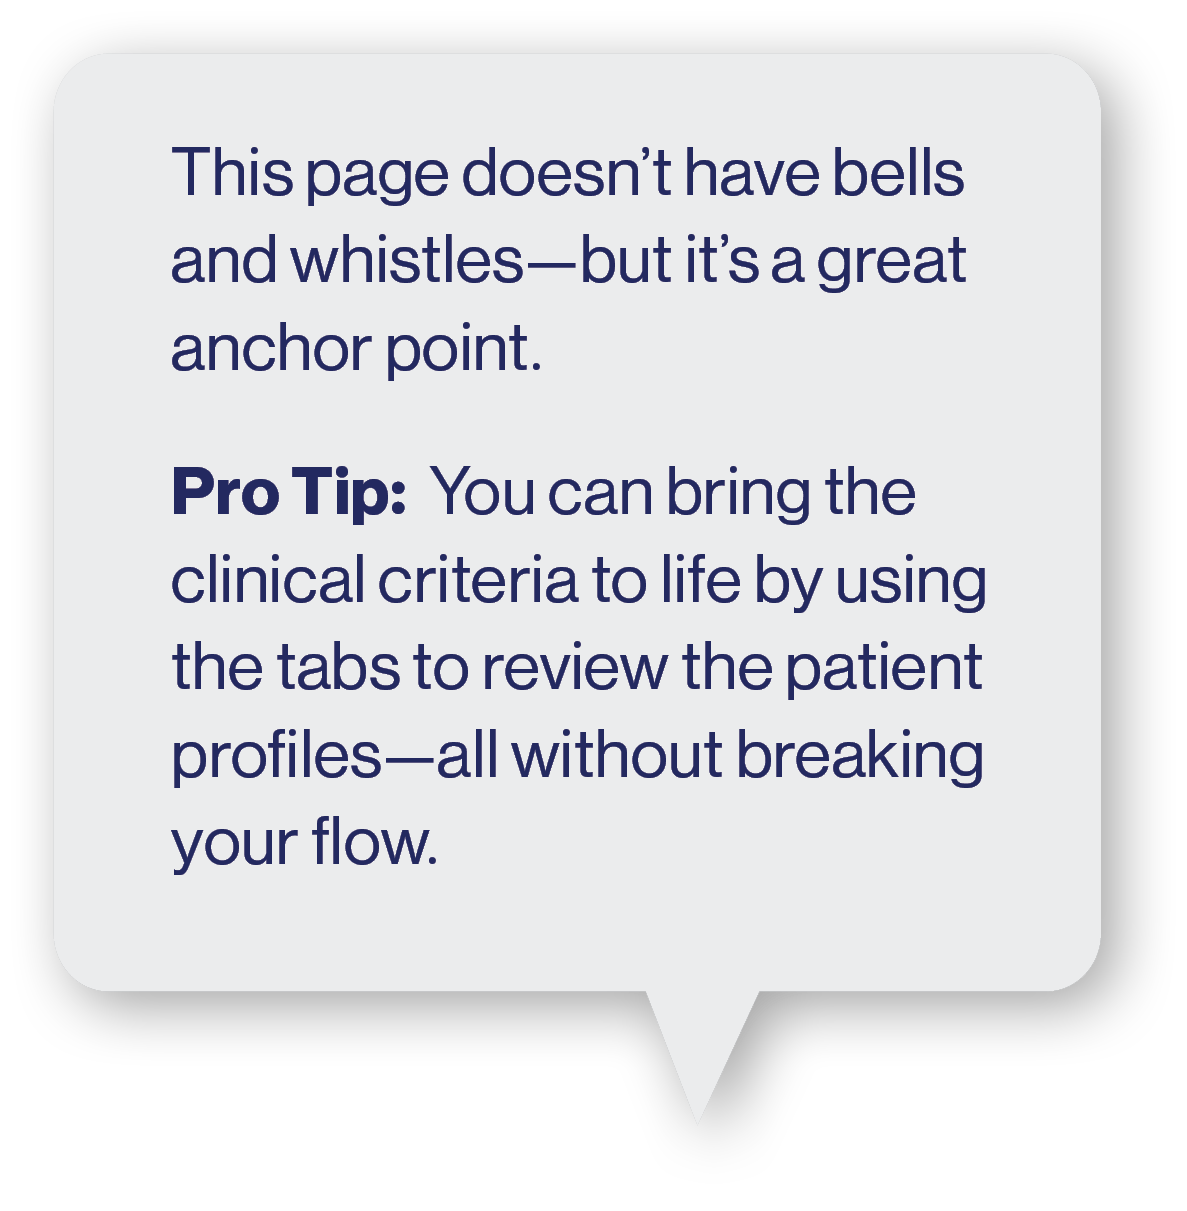 This page doesn’t have bells
and whistles—but it’s a great
anchor point.
Pro Tip: You can bring the
clinical criteria to life by using
the tabs to review the patient
profiles—all without breaking
your flow.